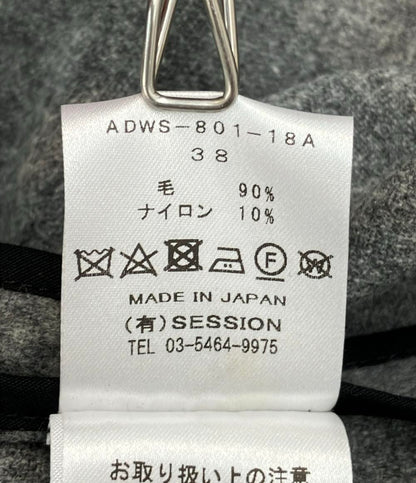 ADWS-801-18A
38
毛 90%
ナイロン 10%
F W
MADE IN JAPAN
(有)SESSION
TEL 03-5464-9975
お取り扱い上の注意